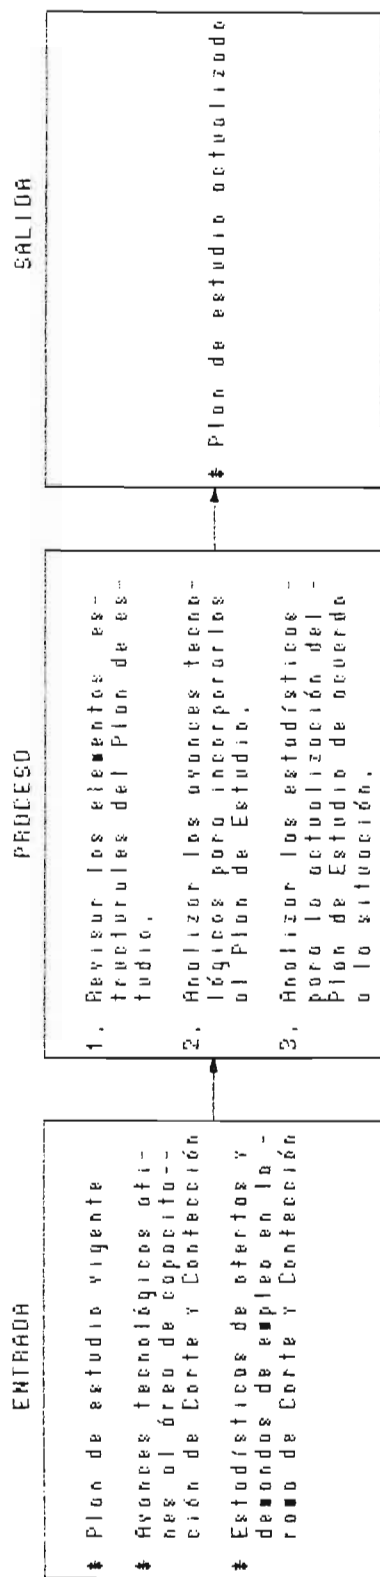 ENTRADA
* Plan de estudio vigente
* Avances tecnológicos afi-
nes al área de capacita--
ción de Corte y Confección
* Estadísticas de ofertas y
demandas de empleo en la -
rama de Corte y Confección
PROCESO
1. Revisar los elementos es-
tructurales del Plan de es-
tudio.
2. Analizar los avances tecno-
lógicos para incorporarlos
al Plan de Estudio.
3. Analizar las estadísticas -
para la actualización del -
Plan de Estudio de acuerdo
a la situación.
SALIDA
* Plan de estudio actualizado